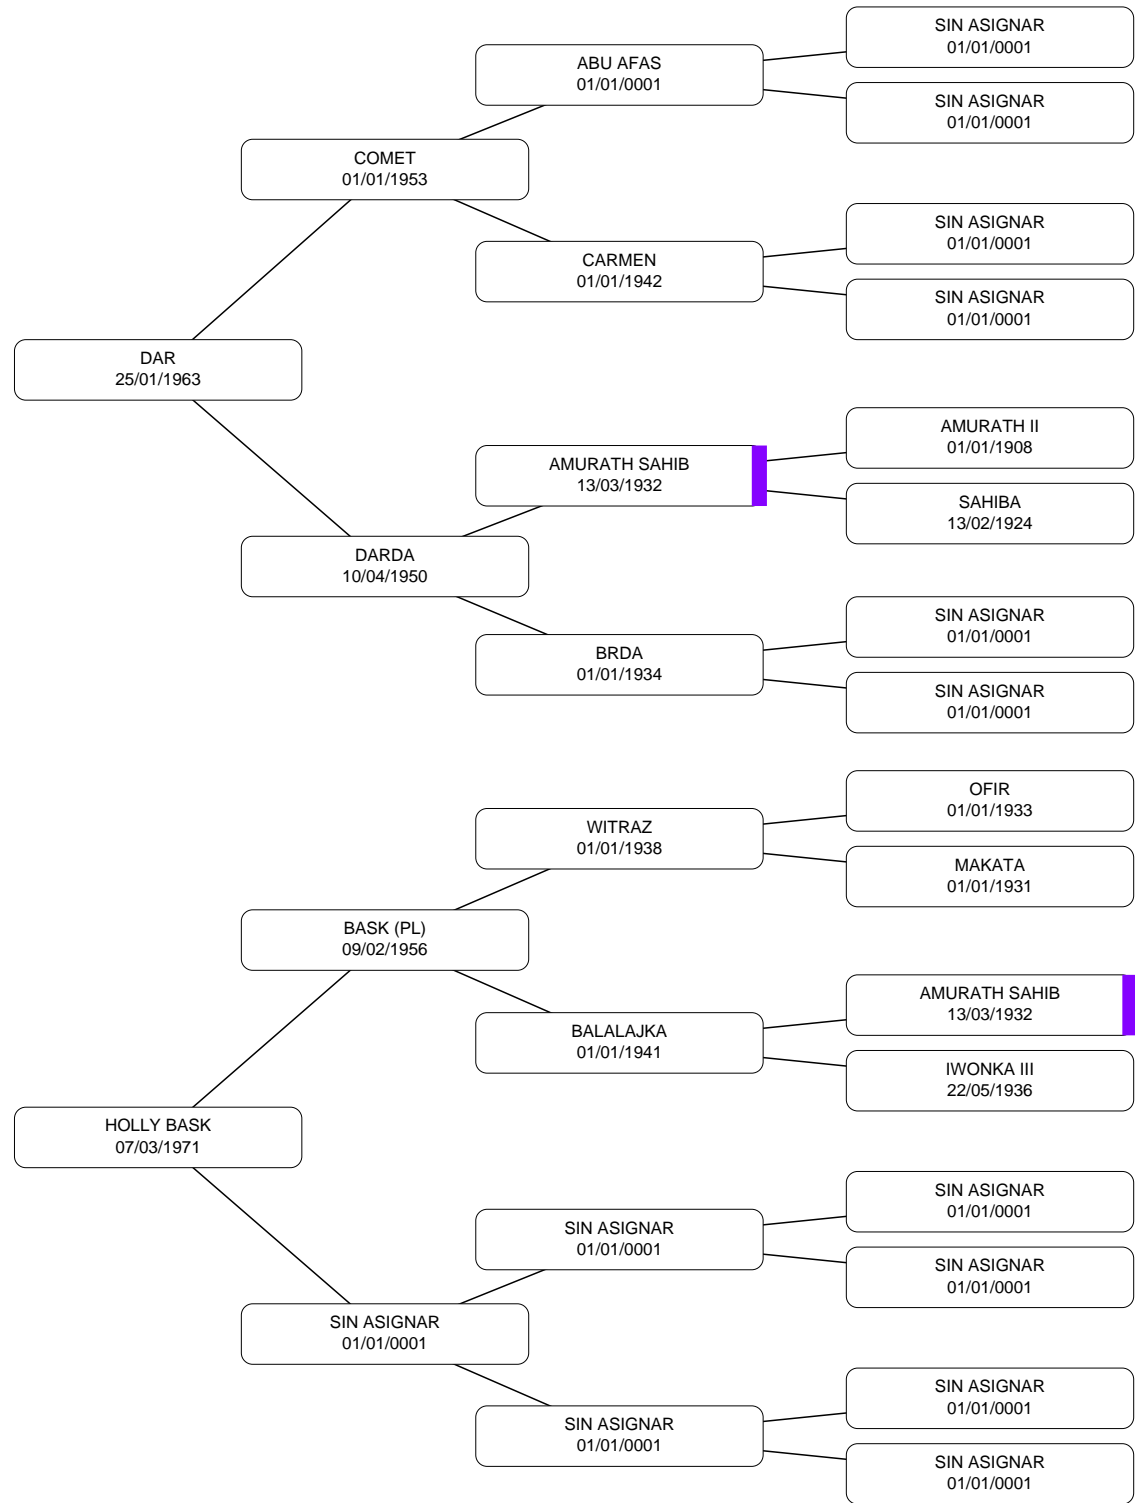 SIN ASIGNAR
01/01/0001
ABU AFAS
01/01/0001
SIN ASIGNAR
01/01/0001
COMET
01/01/1953
SIN ASIGNAR
01/01/0001
CARMEN
01/01/1942
SIN ASIGNAR
01/01/0001
DAR
25/01/1963
AMURATH II
01/01/1908
AMURATH SAHIB
13/03/1932
SAHIBA
13/02/1924
DARDA
10/04/1950
SIN ASIGNAR
01/01/0001
BRDA
01/01/1934
SIN ASIGNAR
01/01/0001
OFIR
01/01/1933
WITRAZ
01/01/1938
MAKATA
01/01/1931
BASK (PL)
09/02/1956
AMURATH SAHIB
13/03/1932
BALALAJKA
01/01/1941
IWONKA III
22/05/1936
HOLLY BASK
07/03/1971
SIN ASIGNAR
01/01/0001
SIN ASIGNAR
01/01/0001
SIN ASIGNAR
01/01/0001
SIN ASIGNAR
01/01/0001
SIN ASIGNAR
01/01/0001
SIN ASIGNAR
01/01/0001
SIN ASIGNAR
01/01/0001